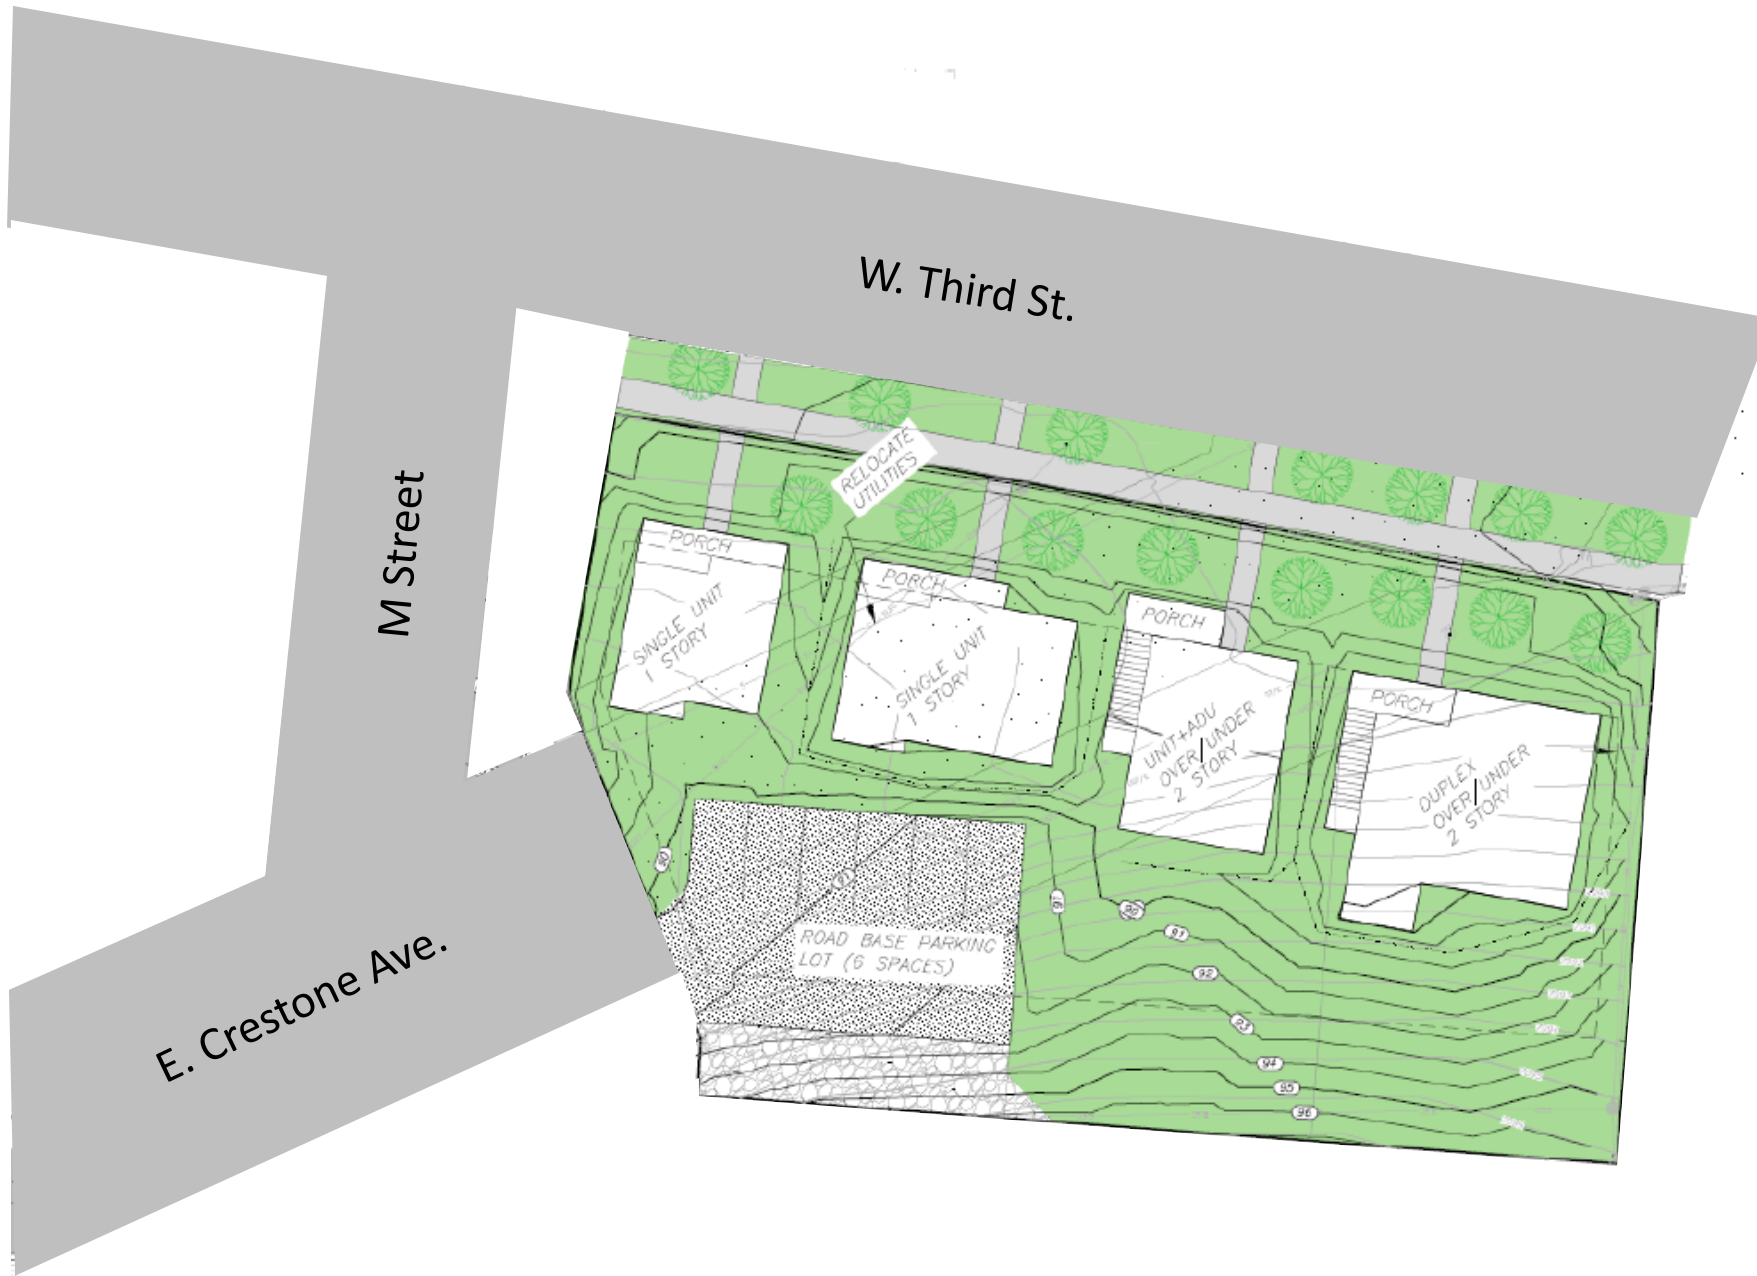 W. Third St.
M Street
E. Crestone Ave.
RELOCATE
UTILITIES
PORCH
SINGLE UNIT
1 STORY
PORCH
SINGLE UNIT
1 STORY
PORCH
UNIT+ADU
OVER/UNDER
2 STORY
PORCH
DUPLEX
OVER/UNDER
2 STORY
ROAD BASE PARKING
LOT (6 SPACES)
90
91
92
93
94
95
96